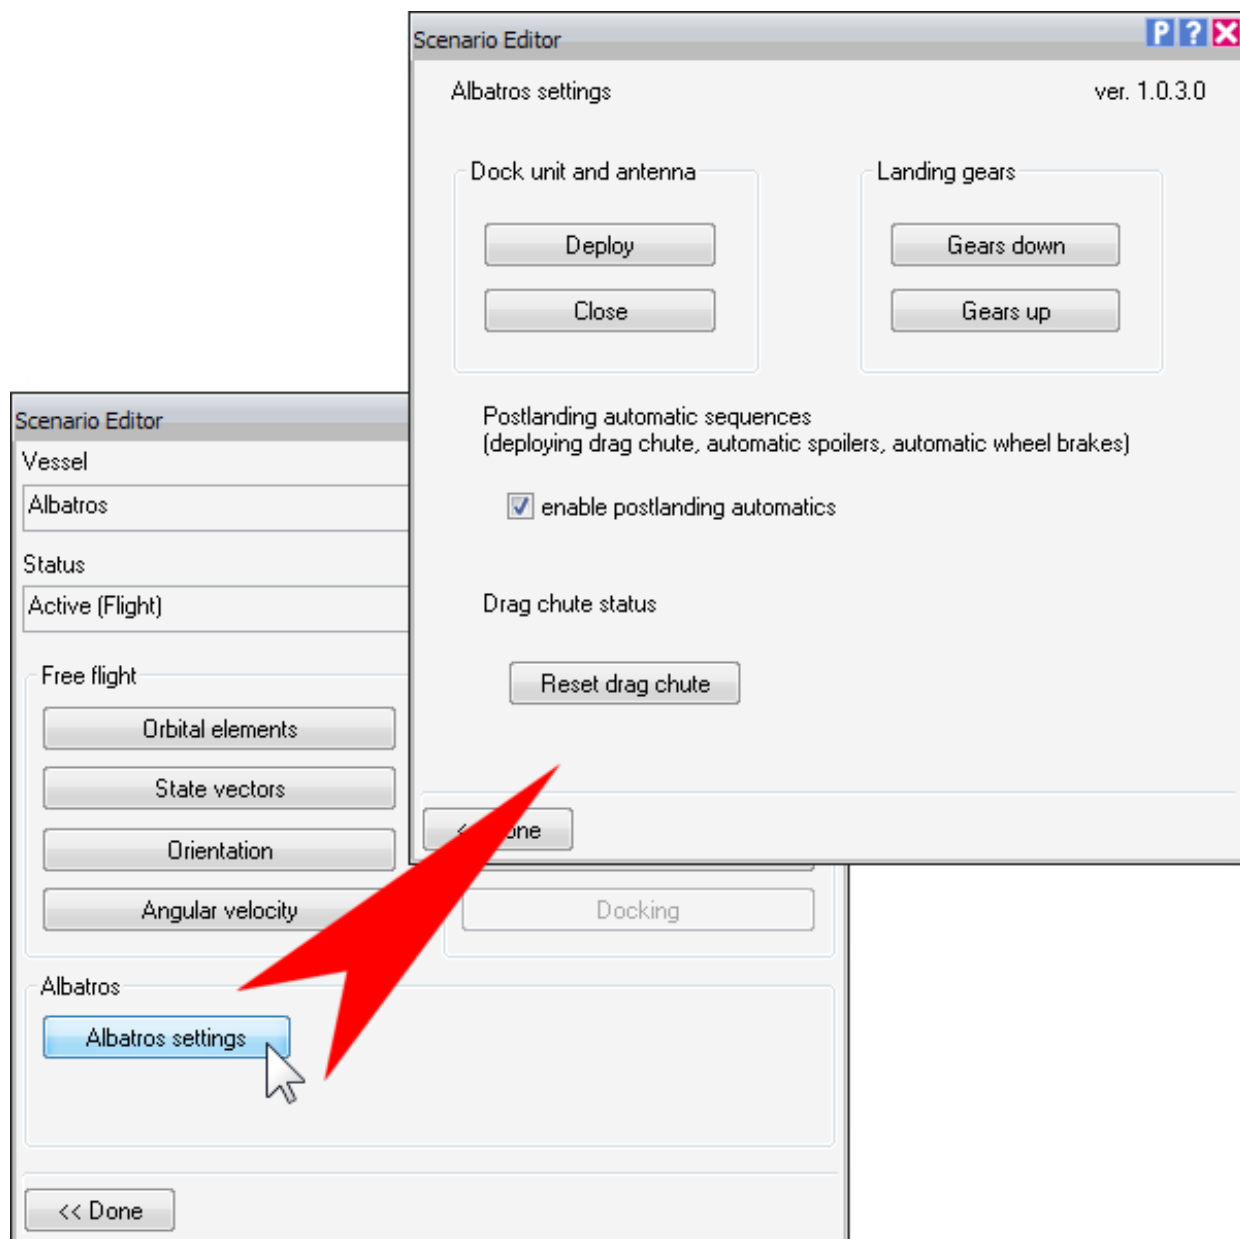 Scenario Editor
P ? X
Albatros settings
ver. 1.0.3.0
Dock unit and antenna
Landing gears
Deploy
Gears down
Close
Gears up
Postlanding automatic sequences
(deploying drag chute, automatic spoilers, automatic wheel brakes)
enable postlanding automatics
Drag chute status
Reset drag chute
Scenario Editor
Vessel
Albatros
Status
Active (Flight)
Free flight
Orbital elements
State vectors
Orientation
Angular velocity
Docking
Albatros
Albatros settings
<< Done